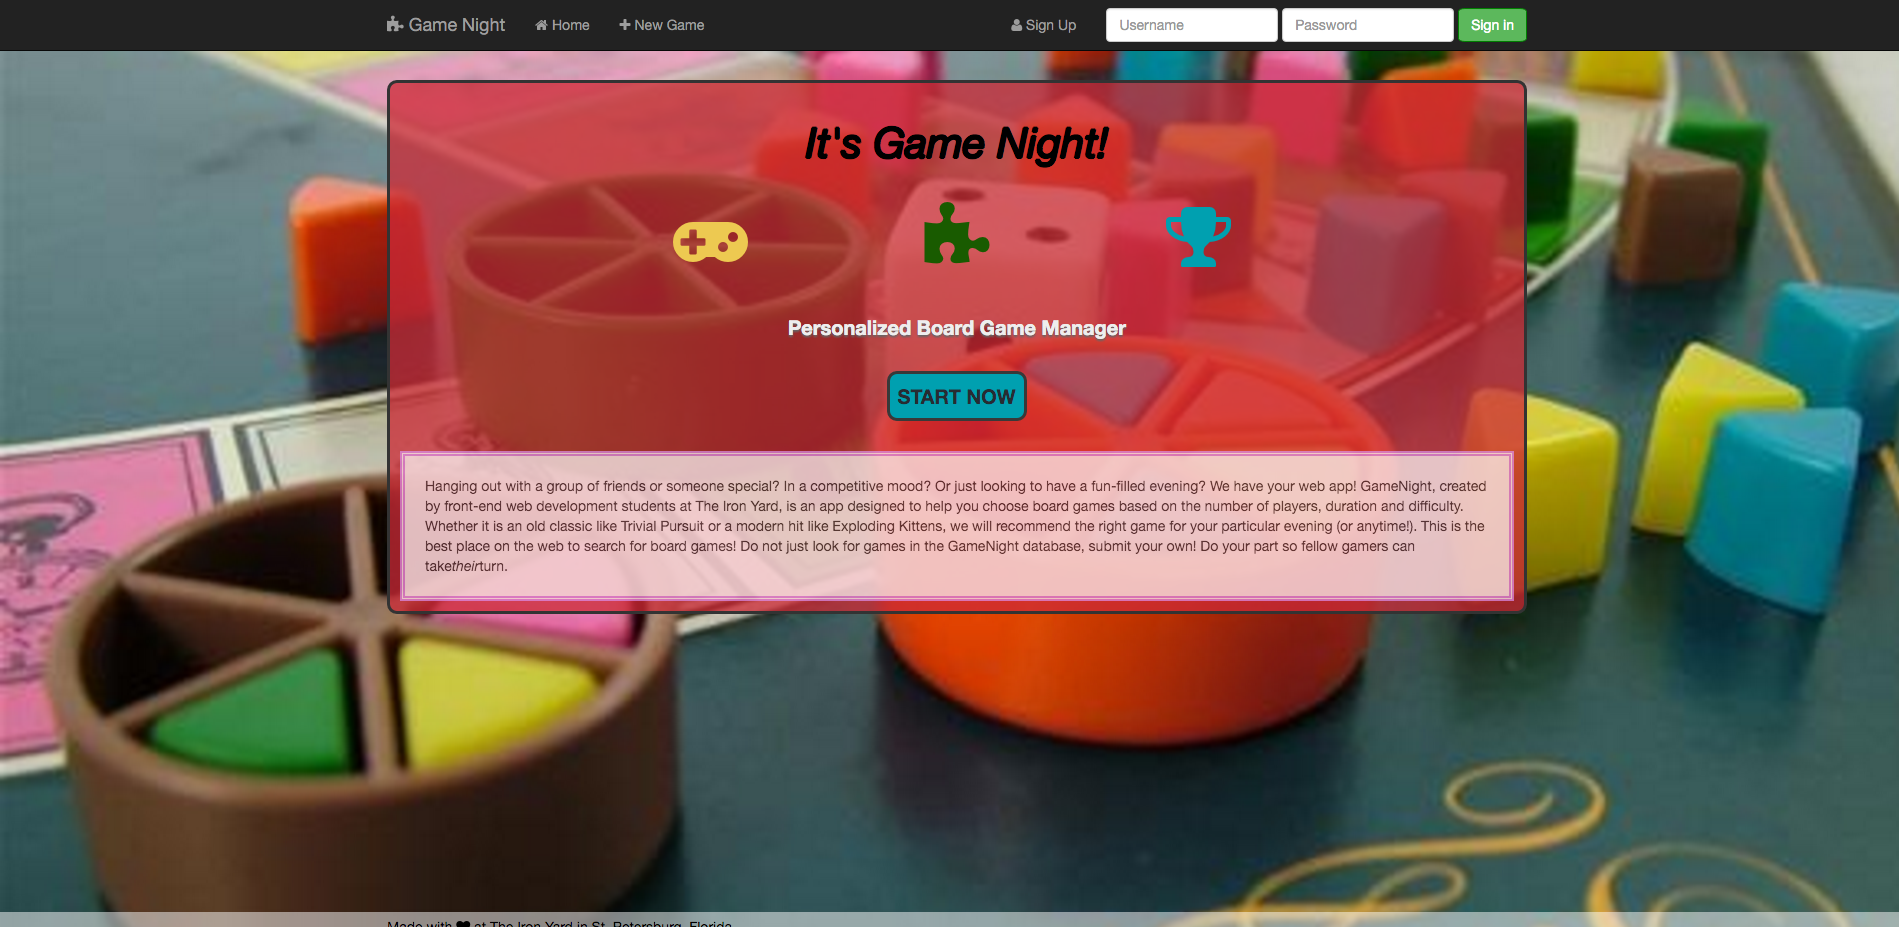 Game Night
Home
New Game
Sign Up
Username
Password
Sign In
It's Game Night!
Personalized Board Game Manager
START NOW
Hanging out with a group of friends or someone special? In a competitive mood? Or just looking to have a fun-filled evening? We have your web app! GameNight, created
by front-end web development students at The Iron Yard, is an app designed to help you choose board games based on the number of players, duration and difficulty.
Whether it is an old classic like Trivial Pursuit or a modern hit like Exploding Kittens, we will recommend the right game for your particular evening (or anytime!). This is the
best place on the web to search for board games! Do not just look for games in the GameNight database, submit your own! Do your part so fellow gamers can
taketheirturn.
Made with at The Iron Yard in St. Petersburg, Florida